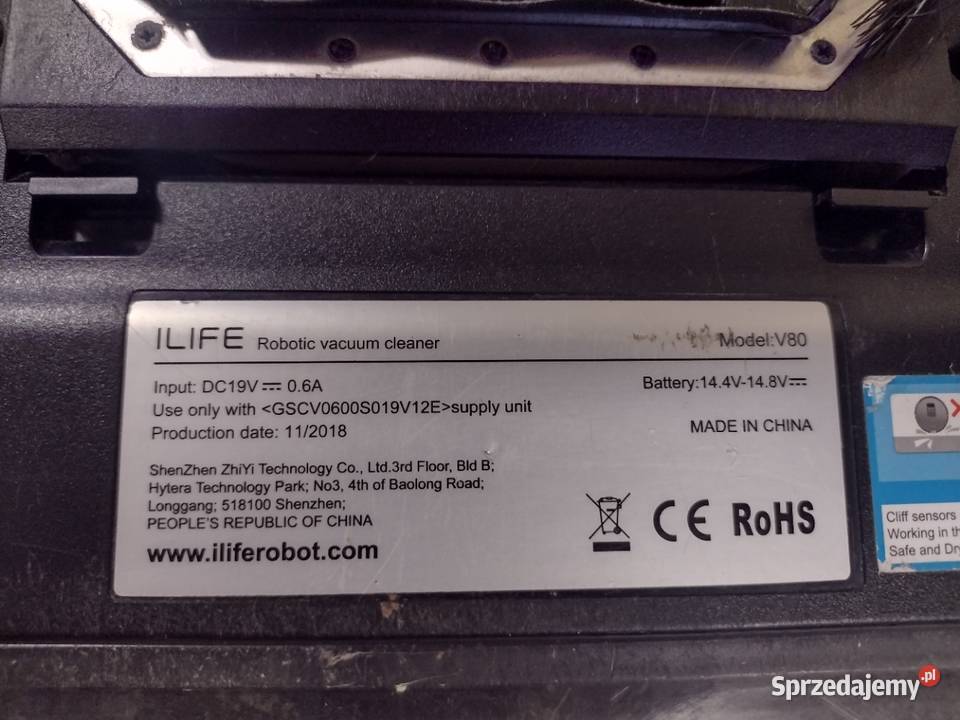 ILIFE Robotic vacuum cleaner Model:V80
Input: DC19V⎓ 0.6A Battery:14.4V-14.8V⎓
Use only with <GSCV0600S019V12E>supply unit
Production date: 11/2018 MADE IN CHINA
ShenZhen ZhiYi Technology Co., Ltd.3rd Floor, Bld B;
Hytera Technology Park; No3, 4th of Baolong Road;
Longgang; 518100 Shenzhen;
PEOPLE'S REPUBLIC OF CHINA
www.iliferobot.com
CE RoHS
Cliff sensors
Working in
Safe and
Sprzedajemy.pl